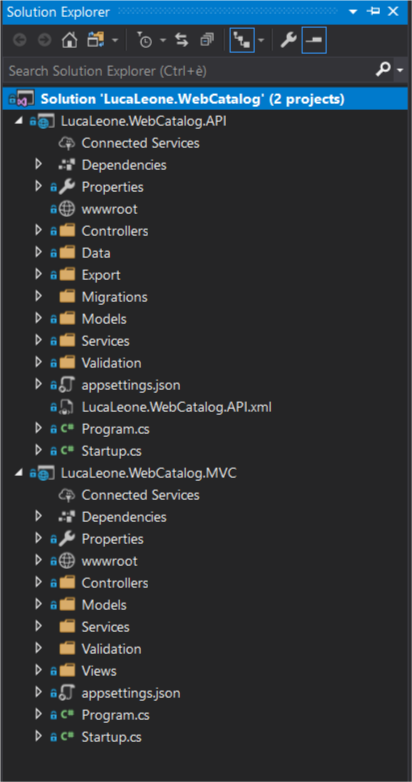 Solution Explorer
Search Solution Explorer (Ctrl+è)
Solution 'LucaLeone.WebCatalog' (2 projects)
LucaLeone.WebCatalog.API
Connected Services
Dependencies
Properties
wwwroot
Controllers
Data
Export
Migrations
Models
Services
Validation
appsettings.json
LucaLeone.WebCatalog.API.xml
C# Program.cs
C# Startup.cs
LucaLeone.WebCatalog.MVC
Connected Services
Dependencies
Properties
wwwroot
Controllers
Models
Services
Validation
Views
appsettings.json
C# Program.cs
C# Startup.cs